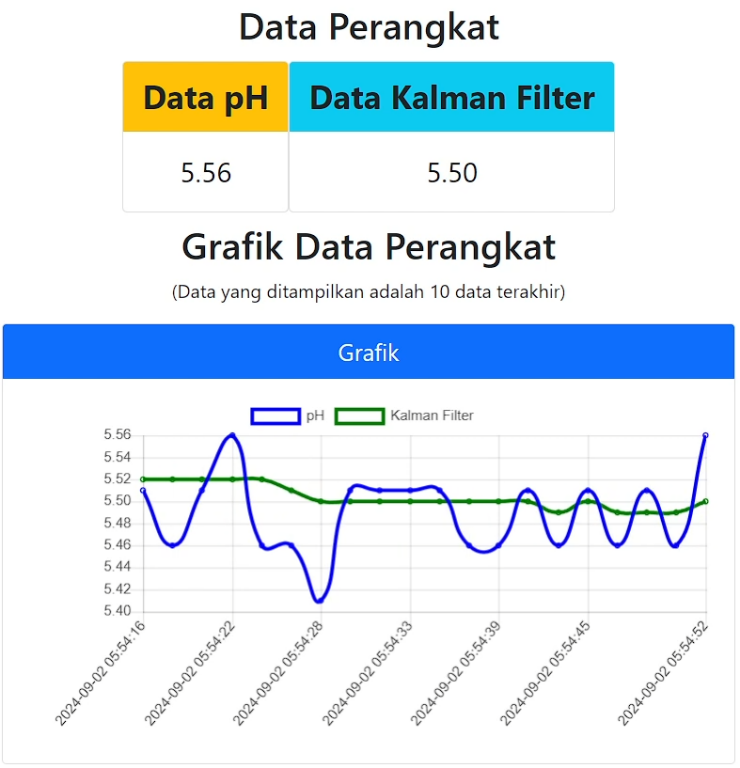 Data Perangkat
Data pH Data Kalman Filter
5.56 5.50
Grafik Data Perangkat
(Data yang ditampilkan adalah 10 data terakhir)
Grafik
pH Kalman Filter
5.56
5.54
5.52
5.50
5.48
5.46
5.44
5.42
5.40
2024-09-02 05:54:16
2024-09-02 05:54:22
2024-09-02 05:54:28
2024-09-02 05:54:33
2024-09-02 05:54:39
2024-09-02 05:54:45
2024-09-02 05:54:52